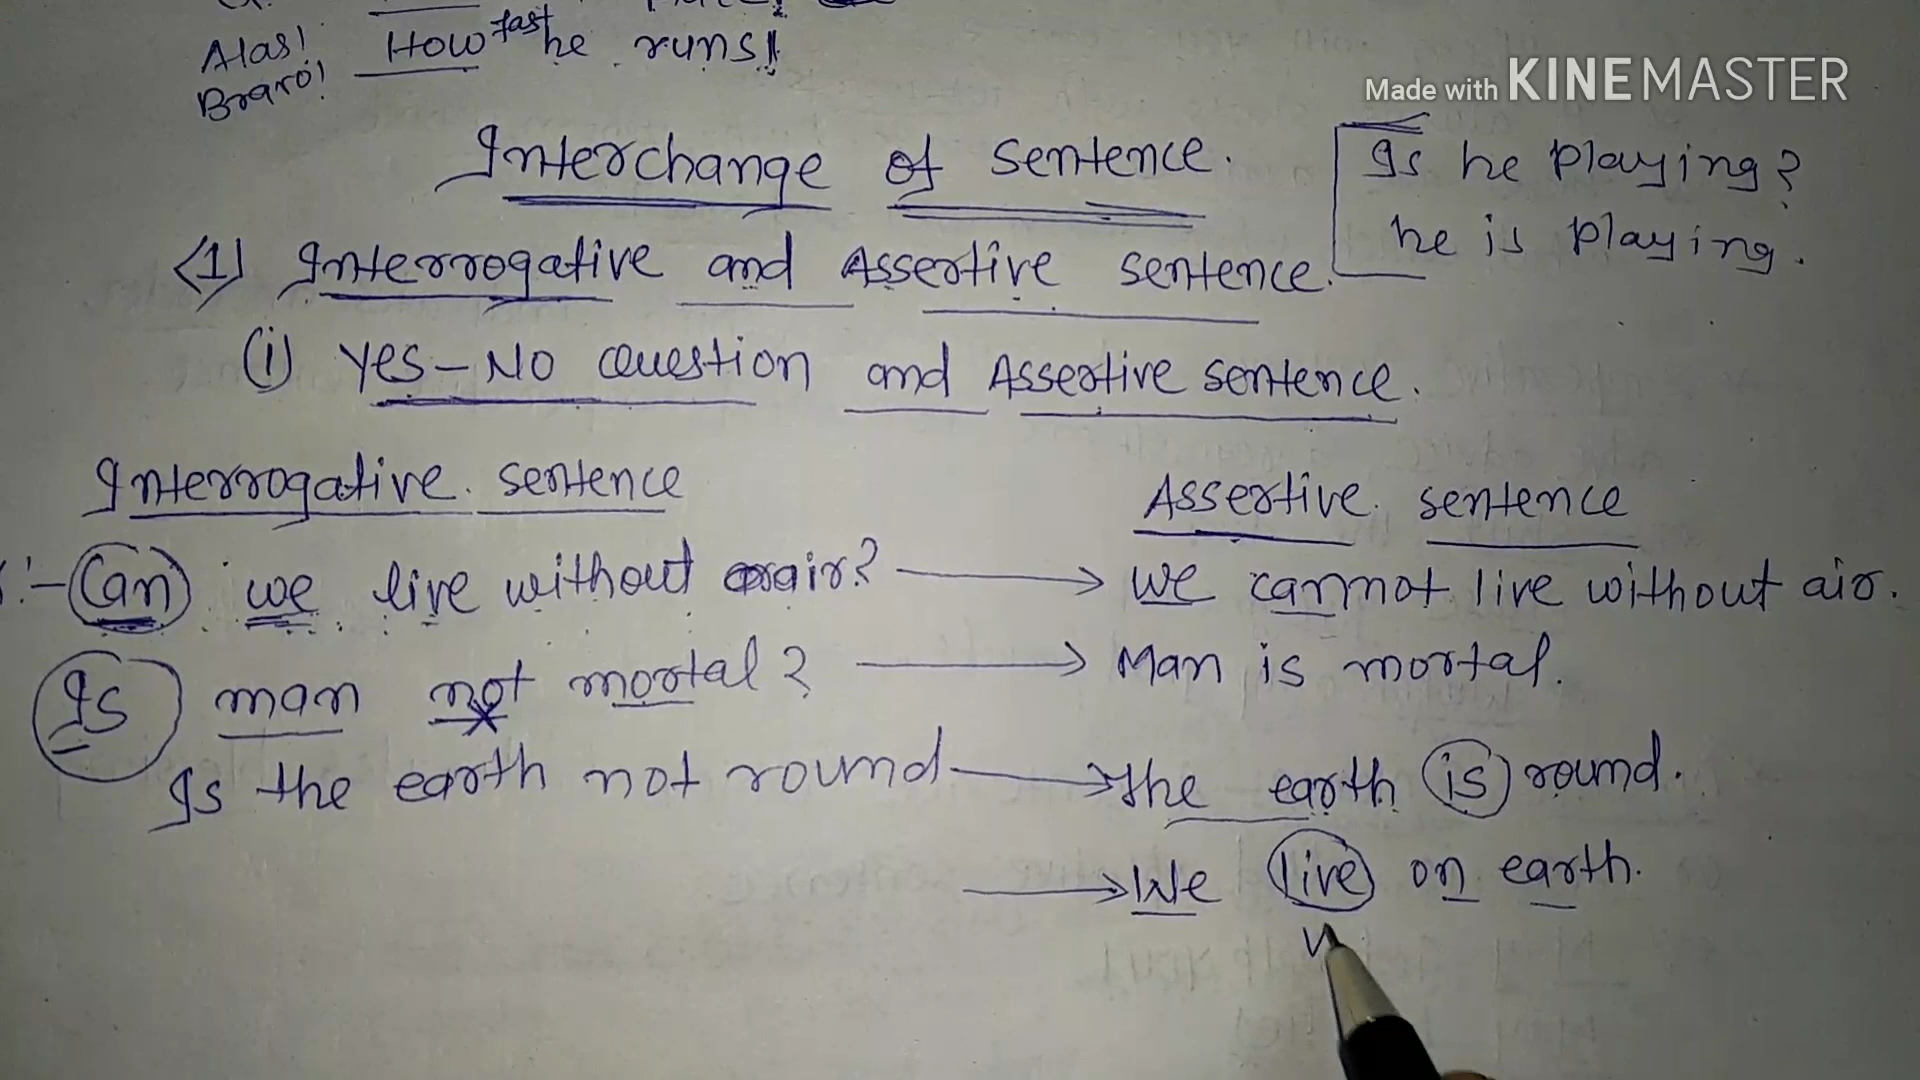 Alas! How fast he runs!
Bravo!
Made with KINEMASTER
Interchange of sentence.
Is he playing?
he is playing.
(1) Interrogative and Assertive sentence.
(i) Yes-No Question and Assertive sentence.
Interrogative sentence
Assertive sentence
Can we live without air? → We cannot live without air.
Is man not mortal? → Man is mortal.
Is the earth not round → The earth is round.
→ We live on earth.
V